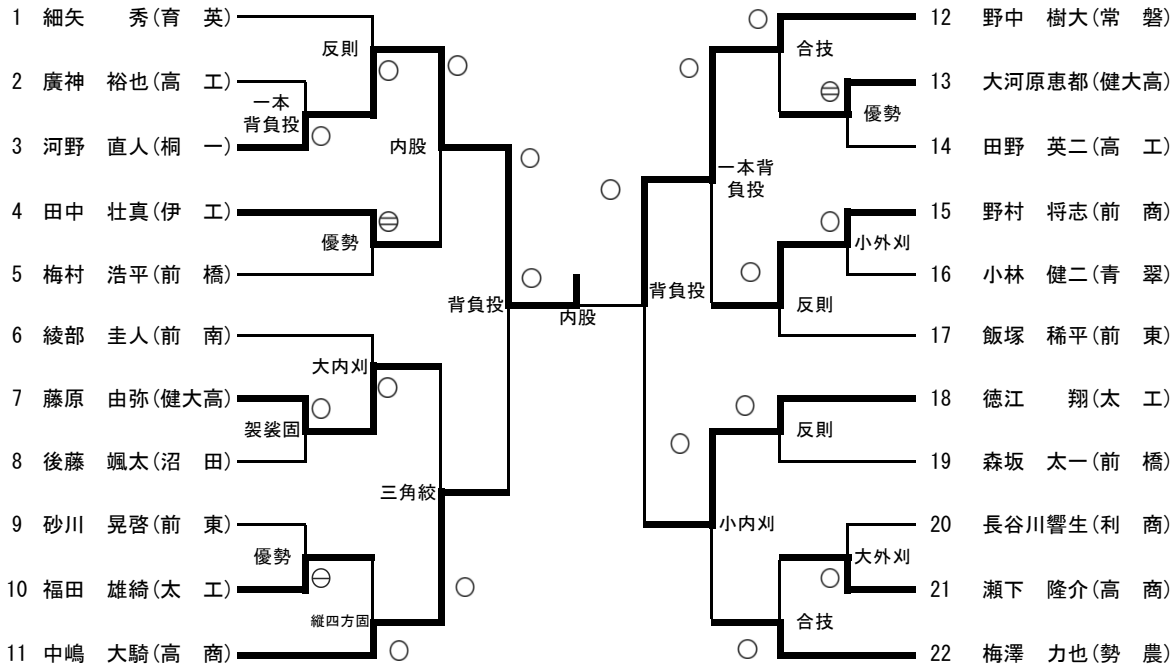 1 細矢　　秀(育 英)
2 廣神　裕也(高 工)
3 河野　直人(桐 一)
4 田中　壮真(伊 工)
5 梅村　浩平(前 橋)
6 綾部　圭人(前 南)
7 藤原　由弥(健大高)
8 後藤　颯太(沼 田)
9 砂川　晃啓(前 東)
10 福田　雄綺(太 工)
11 中嶋　大騎(高 商)
反則
一本
背負投
内股
優勢
背負投
大内刈
袈裟固
三角絞
優勢
縦四方固
内股
12 野中　樹大(常 磐)
13 大河原恵都(健大高)
14 田野　英二(高 工)
15 野村　将志(前 商)
16 小林　健二(青 翠)
17 飯塚　稀平(前 東)
18 徳江　　翔(太 工)
19 森坂　太一(前 橋)
20 長谷川響生(利 商)
21 瀬下　隆介(高 商)
22 梅澤　力也(勢 農)
合技
優勢
一本背
負投
小外刈
背負投
反則
反則
小内刈
大外刈
合技